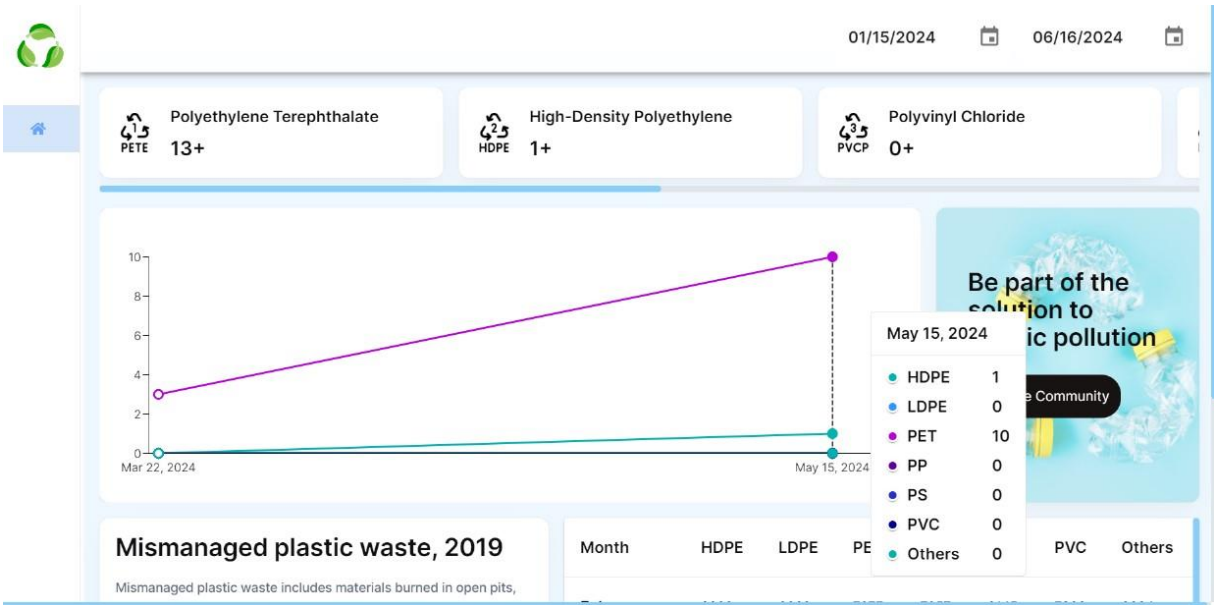 01/15/2024
06/16/2024
1
PETE
Polyethylene Terephthalate
13+
2
HDPE
High-Density Polyethylene
1+
3
PVCP
Polyvinyl Chloride
0+
10
8
6
4
2
0
Mar 22, 2024
May 15, 2024
Be part of the
solution to
ic pollution
e Community
May 15, 2024
HDPE 1
LDPE 0
PET 10
PP 0
PS 0
PVC 0
Others 0
Mismanaged plastic waste, 2019
Mismanaged plastic waste includes materials burned in open pits,
Month HDPE LDPE PE PVC Others